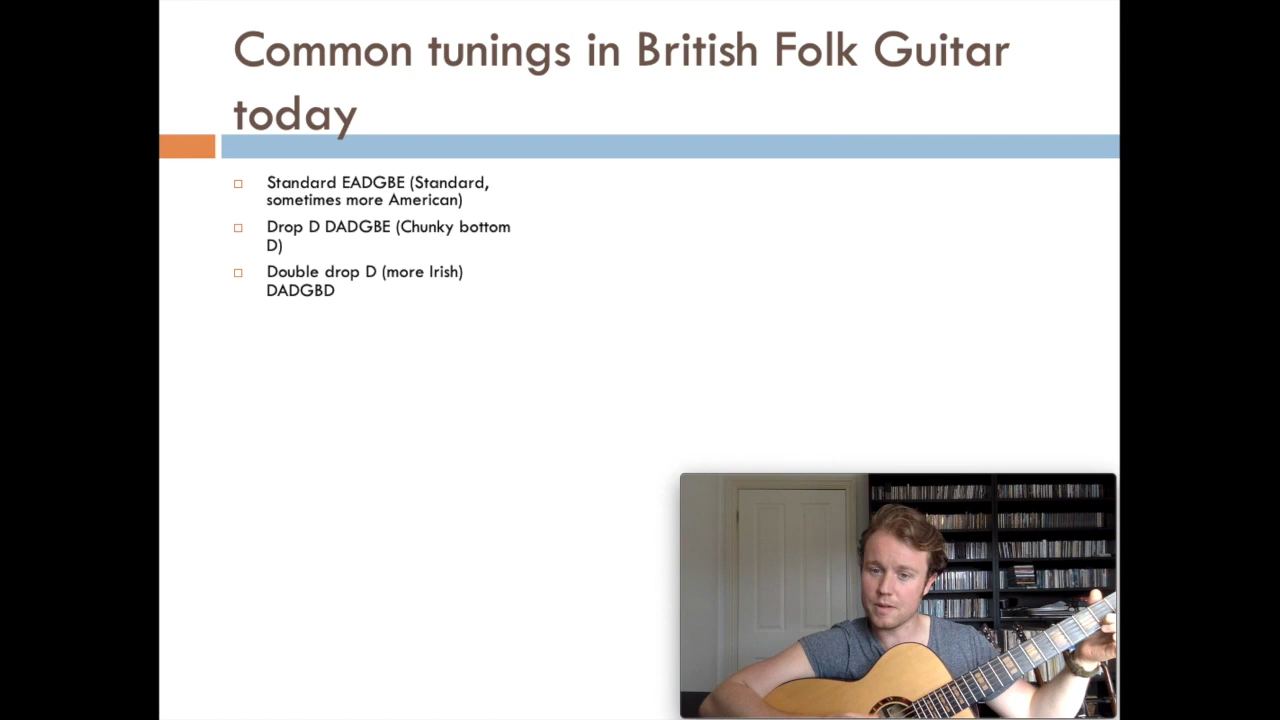 Common tunings in British Folk Guitar
today
Standard EADGBE (Standard,
sometimes more American)
Drop D DADGBE (Chunky bottom
D)
Double drop D (more Irish)
DADGBD